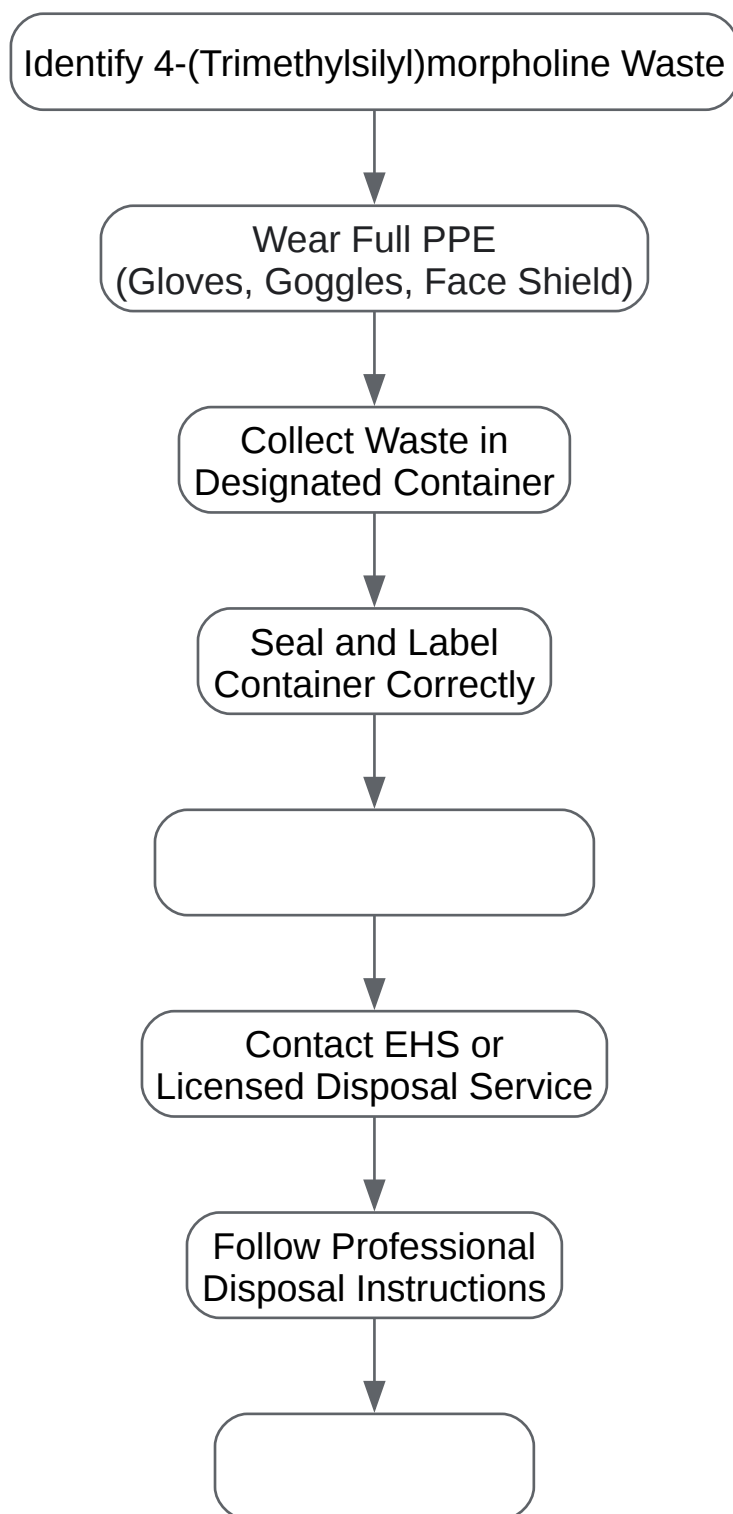 Identify 4-(Trimethylsilyl)morpholine Waste
Wear Full PPE
(Gloves, Goggles, Face Shield)
Collect Waste in
Designated Container
Seal and Label
Container Correctly
Contact EHS or
Licensed Disposal Service
Follow Professional
Disposal Instructions